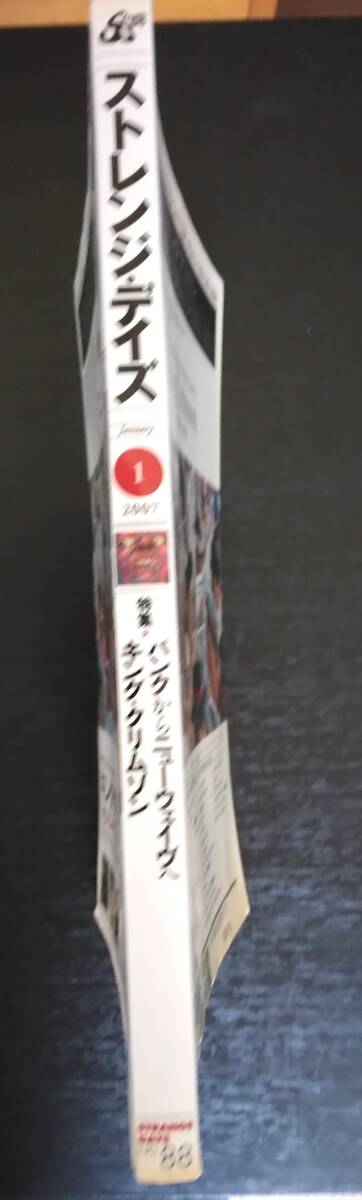 ストレンジ・デイズ
January
1
2007
特集・
パンクからニューウェイヴへ
キング・クリムゾン
STRANGE
DAYS
88